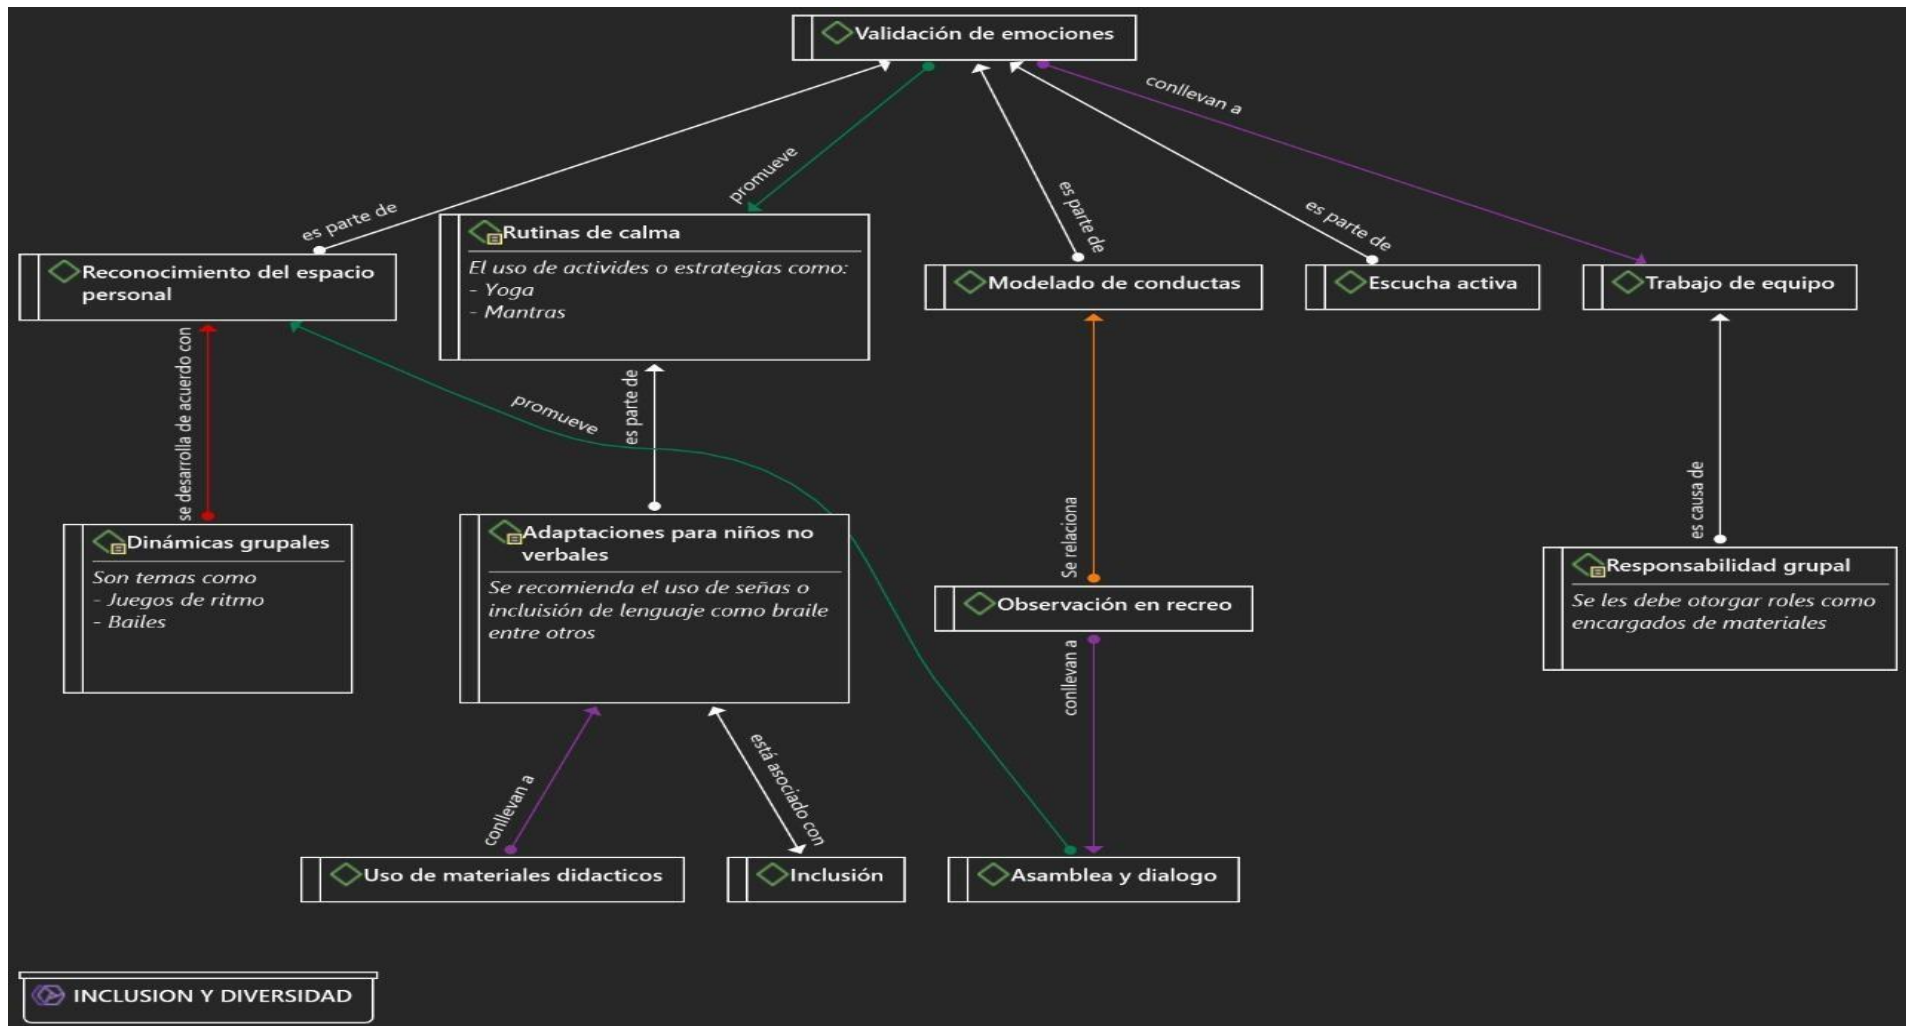 Validación de emociones
conllevan a
promueve
es parte de
es parte de
es parte de
Reconocimiento del espacio
personal
Rutinas de calma
El uso de activides o estrategias como:
- Yoga
- Mantras
Modelado de conductas
Escucha activa
Trabajo de equipo
se desarrolla de acuerdo con
promueve
es parte de
Se relaciona
es causa de
Dinámicas grupales
Son temas como
- Juegos de ritmo
- Bailes
Adaptaciones para niños no
verbales
Se recomienda el uso de señas o
incluisión de lenguaje como braile
entre otros
Observación en recreo
Responsabilidad grupal
Se les debe otorgar roles como
encargados de materiales
conllevan a
está asociado con
conllevan a
Uso de materiales didacticos
Inclusión
Asamblea y dialogo
INCLUSION Y DIVERSIDAD